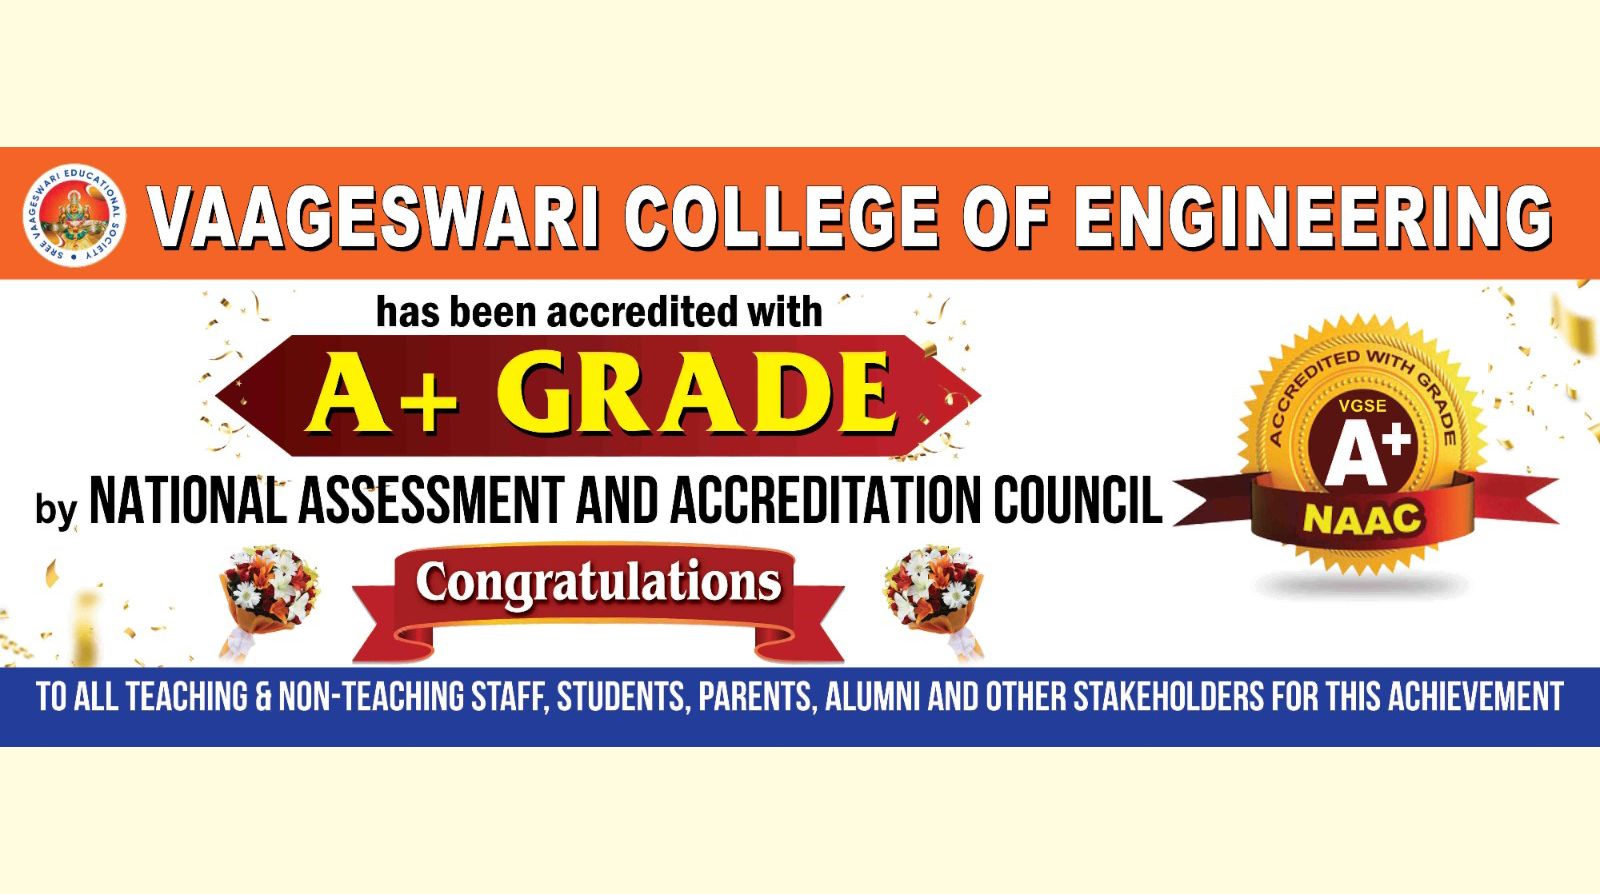 SREE VAAGESWARI EDUCATIONAL SOCIETY
VAAGESWARI COLLEGE OF ENGINEERING
has been accredited with
A+ GRADE
by NATIONAL ASSESSMENT AND ACCREDITATION COUNCIL
ACCREDITED WITH GRADE
VGSE
A+
NAAC
Congratulations
TO ALL TEACHING & NON-TEACHING STAFF, STUDENTS, PARENTS, ALUMNI AND OTHER STAKEHOLDERS FOR THIS ACHIEVEMENT